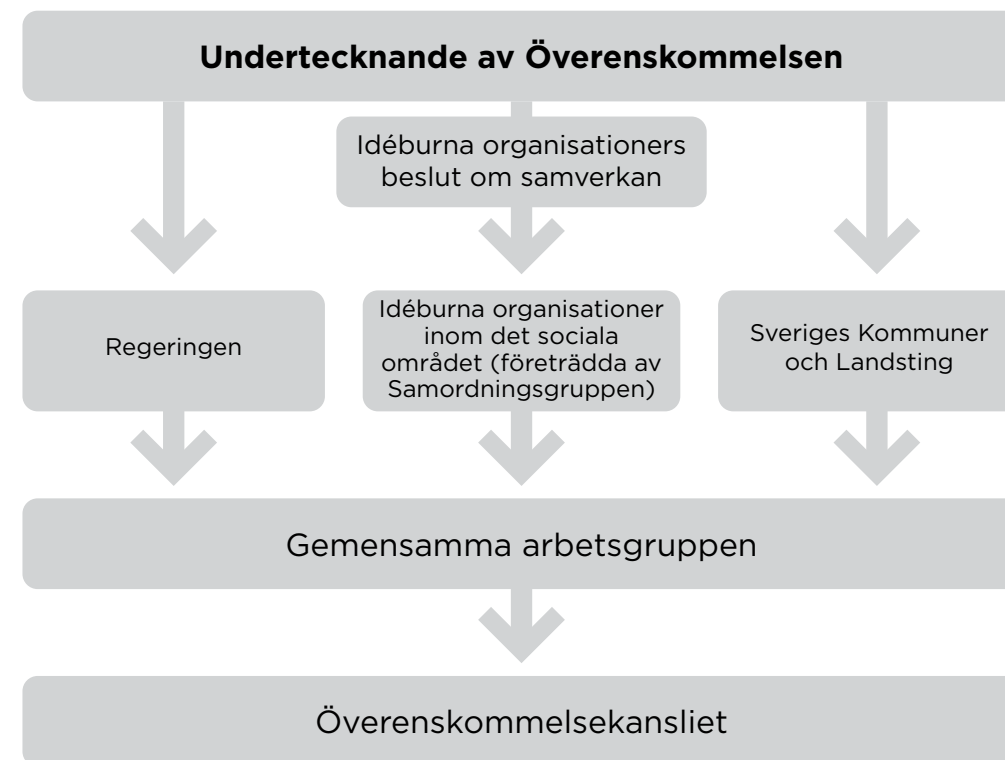 Undertecknande av Överenskommelsen
Idéburna organisationers
beslut om samverkan
Regeringen
Idéburna organisationer
inom det sociala
området (företrädda av
Samordningsgruppen)
Sveriges Kommuner
och Landsting
Gemensamma arbetsgruppen
Överenskommelsekansliet